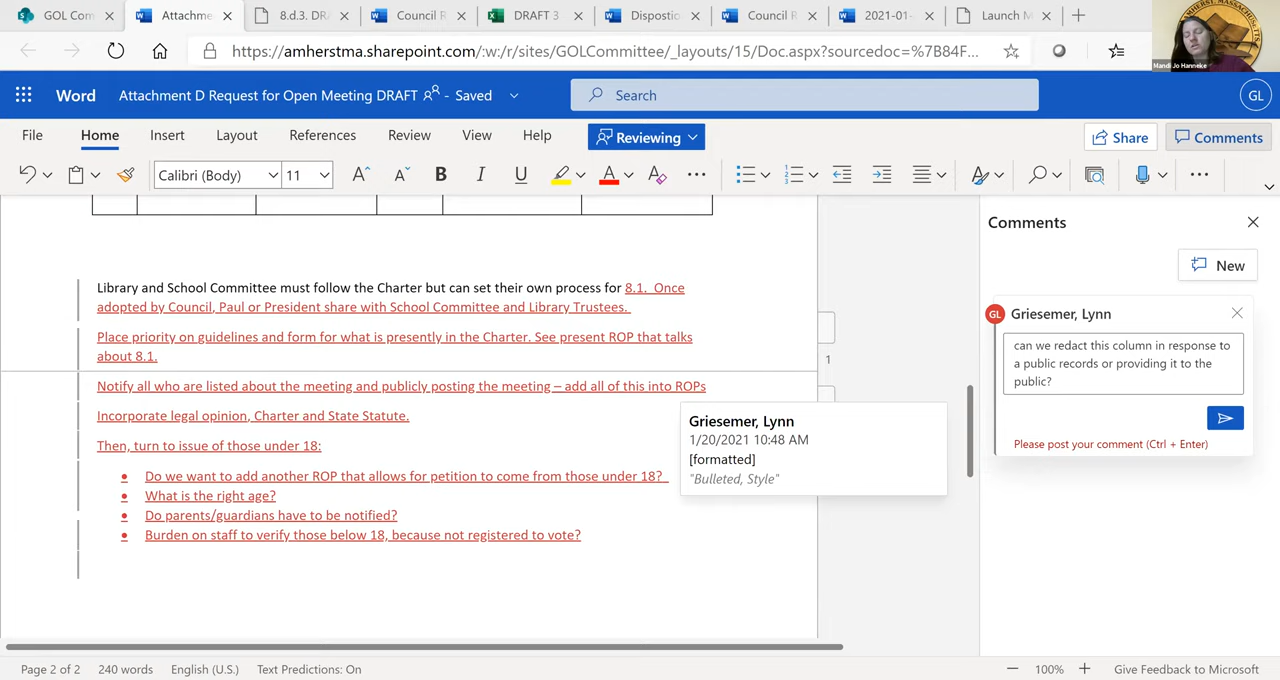 GOL Com
Attachme
8.d.3. DRA
Council R
DRAFT 3
Dispostic
Council R
2021-01-
Launch M
https://amherstma.sharepoint.com/:w:/r/sites/GOLCommittee/_layouts/15/Doc.aspx?sourcedoc=%7B84F...
AMHERST, MASSACHUSETTS
Mandi Jo Hanneke
Word
Attachment D Request for Open Meeting DRAFT - Saved
Search
GL
File Home Insert Layout References Review View Help Reviewing Share Comments
Calibri (Body) 11 A A B I U A A
Comments
New
Library and School Committee must follow the Charter but can set their own process for 8.1. Once
adopted by Council, Paul or President share with School Committee and Library Trustees.
Place priority on guidelines and form for what is presently in the Charter. See present ROP that talks
about 8.1.
1
Notify all who are listed about the meeting and publicly posting the meeting – add all of this into ROPs
Incorporate legal opinion, Charter and State Statute.
Then, turn to issue of those under 18:
• Do we want to add another ROP that allows for petition to come from those under 18?
• What is the right age?
• Do parents/guardians have to be notified?
• Burden on staff to verify those below 18, because not registered to vote?
Griesemer, Lynn
1/20/2021 10:48 AM
[formatted]
"Bulleted, Style"
GL Griesemer, Lynn
can we redact this column in response to
a public records or providing it to the
public?
Please post your comment (Ctrl + Enter)
Page 2 of 2 240 words English (U.S.) Text Predictions: On 100% Give Feedback to Microsoft